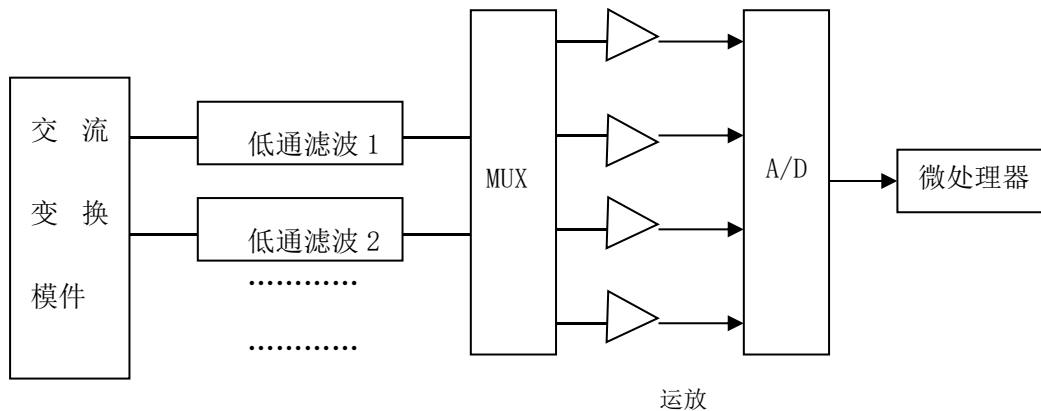 交 流
变 换
模件
低通滤波 1
低通滤波 2
…………
…………
MUX
运放
A/D
微处理器